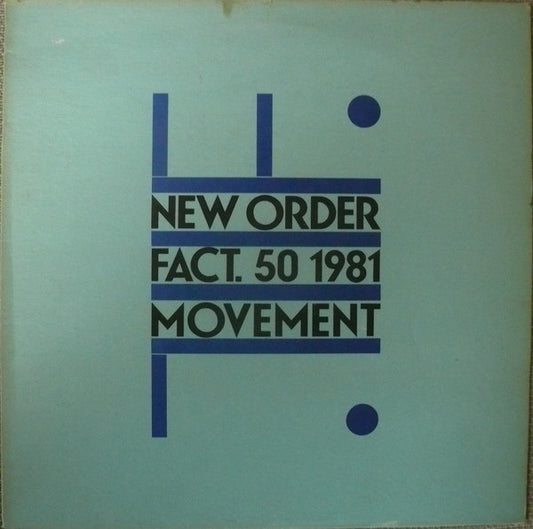 NEW ORDER
FACT. 50 1981
MOVEMENT